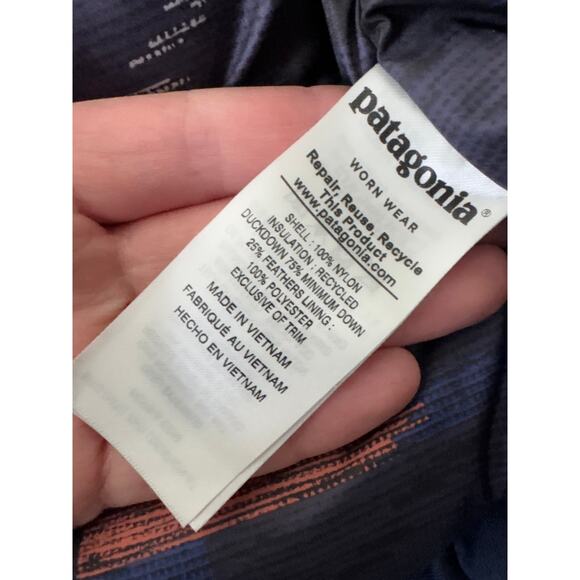 patagonia®
WORN WEAR
Repair, Reuse, Recycle
This Product
www.patagonia.com
SHELL : 100% NYLON
INSULATION : RECYCLED
DUCKDOWN 75% MINIMUM DOWN
25% FEATHERS LINING :
100% POLYESTER
EXCLUSIVE OF TRIM
MADE IN VIETNAM
FABRIQUÉ AU VIETNAM
HECHO EN VIETNAM